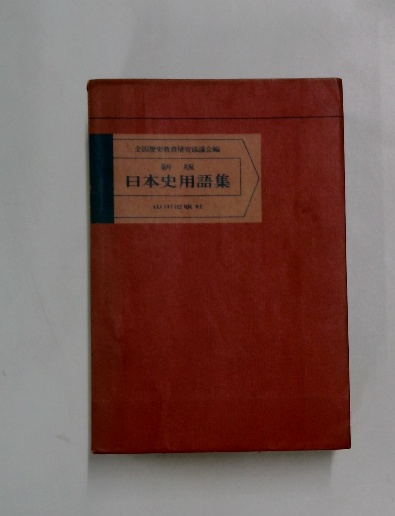 全国歴史教育研究協議会編
新版
日本史用語集
山川出版社